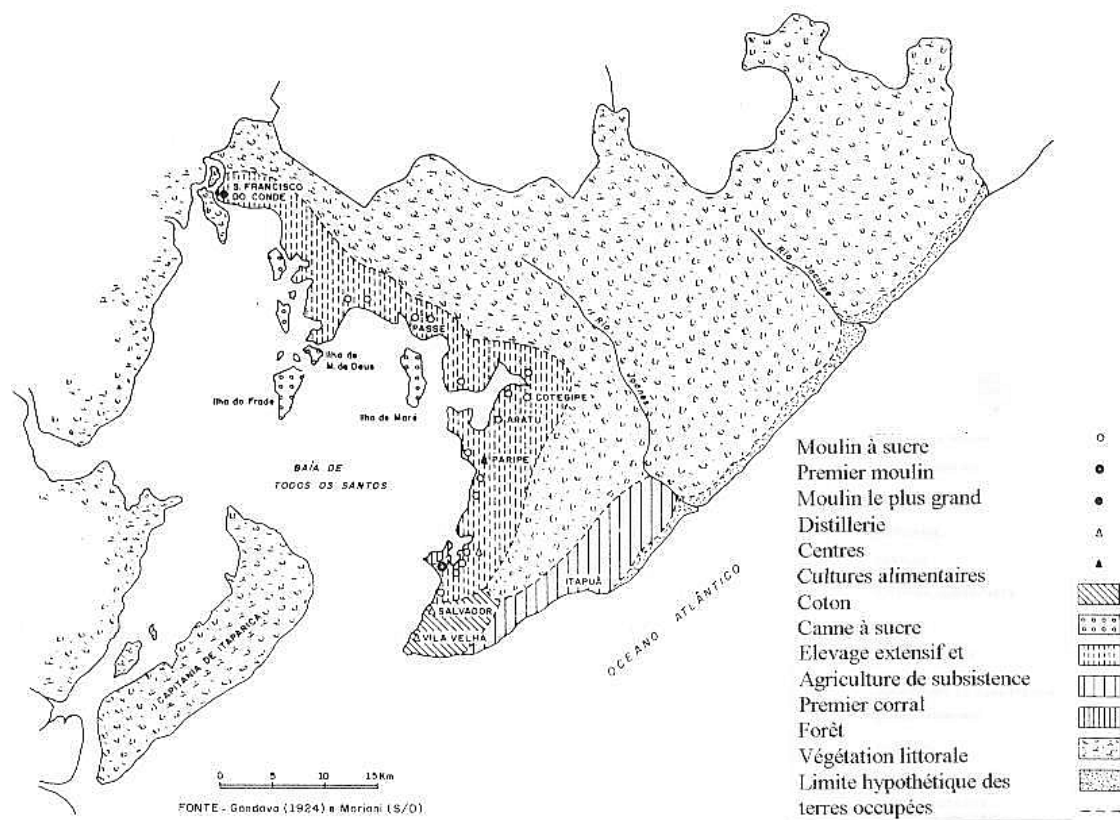 S. FRANCISCO
DO CONDE
PASSÉ
Ilha de
M. de Deus
Ilha do Frade
Ilha de Maré
COTEGIPE
ARATU
PARIPE
BAÍA DE
TODOS OS SANTOS
Rio Joanes
Rio Jacuípe
ITAPUÃ
SALVADOR
VILA VELHA
CAPITANIA DE ITAPARICA
OCEANO ATLÂNTICO
Moulin à sucre
Premier moulin
Moulin le plus grand
Distillerie
Centres
Cultures alimentaires
Coton
Canne à sucre
Elevage extensif et
Agriculture de subsistence
Premier corral
Forêt
Végétation littorale
Limite hypothétique des
terres occupées
0 5 10 15 Km
FONTE - Gandavo (1924) e Mariani (S/D)